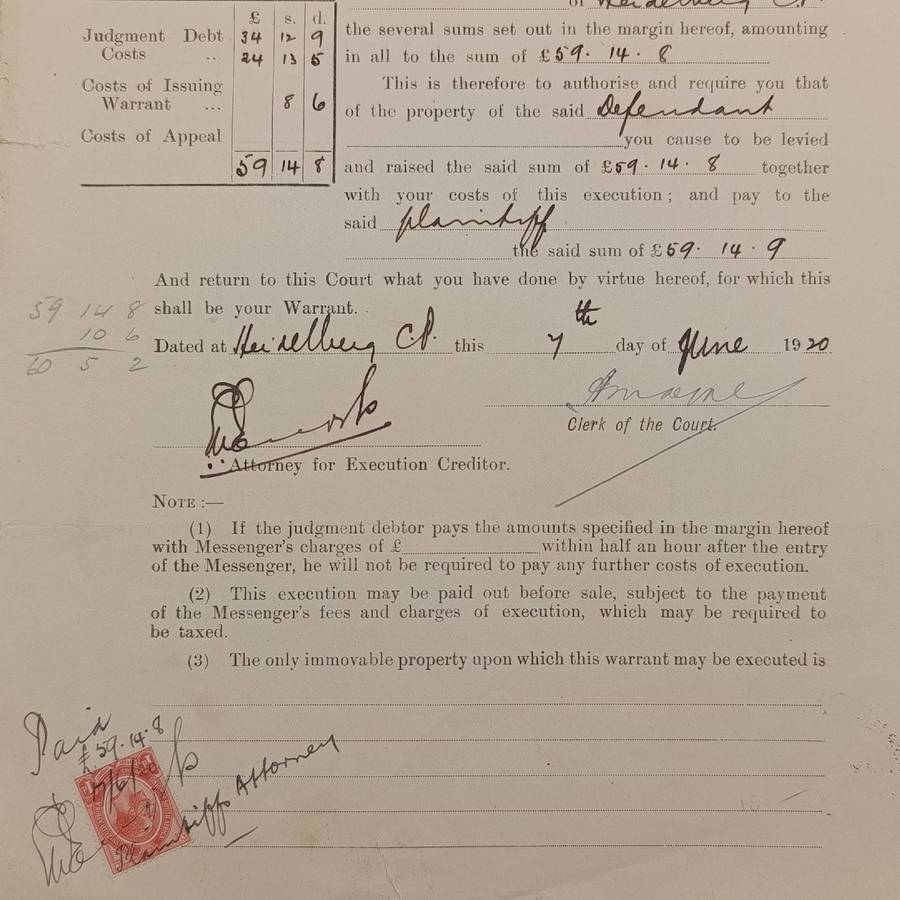 of Heidelberg C.P.
£ s. d.
Judgment Debt 34 12 9
Costs .. 24 13 5
Costs of Issuing
Warrant ... 8 6
Costs of Appeal
59 14 8
the several sums set out in the margin hereof, amounting
in all to the sum of £59. 14. 8
This is therefore to authorise and require you that
of the property of the said Defendant
you cause to be levied
and raised the said sum of £59. 14. 8 together
with your costs of this execution; and pay to the
said plaintiff
the said sum of £59. 14. 9
And return to this Court what you have done by virtue hereof, for which this
shall be your Warrant.
59 14 8
10 6
60 5 2
Dated at Heidelberg C.P. this 7th day of June 1920
Clerk of the Court.
Attorney for Execution Creditor.
NOTE :—
(1) If the judgment debtor pays the amounts specified in the margin hereof
with Messenger's charges of £ within half an hour after the entry
of the Messenger, he will not be required to pay any further costs of execution.
(2) This execution may be paid out before sale, subject to the payment
of the Messenger's fees and charges of execution, which may be required to
be taxed.
(3) The only immovable property upon which this warrant may be executed is
Paid
£59.14.8
Plaintiffs Attorney